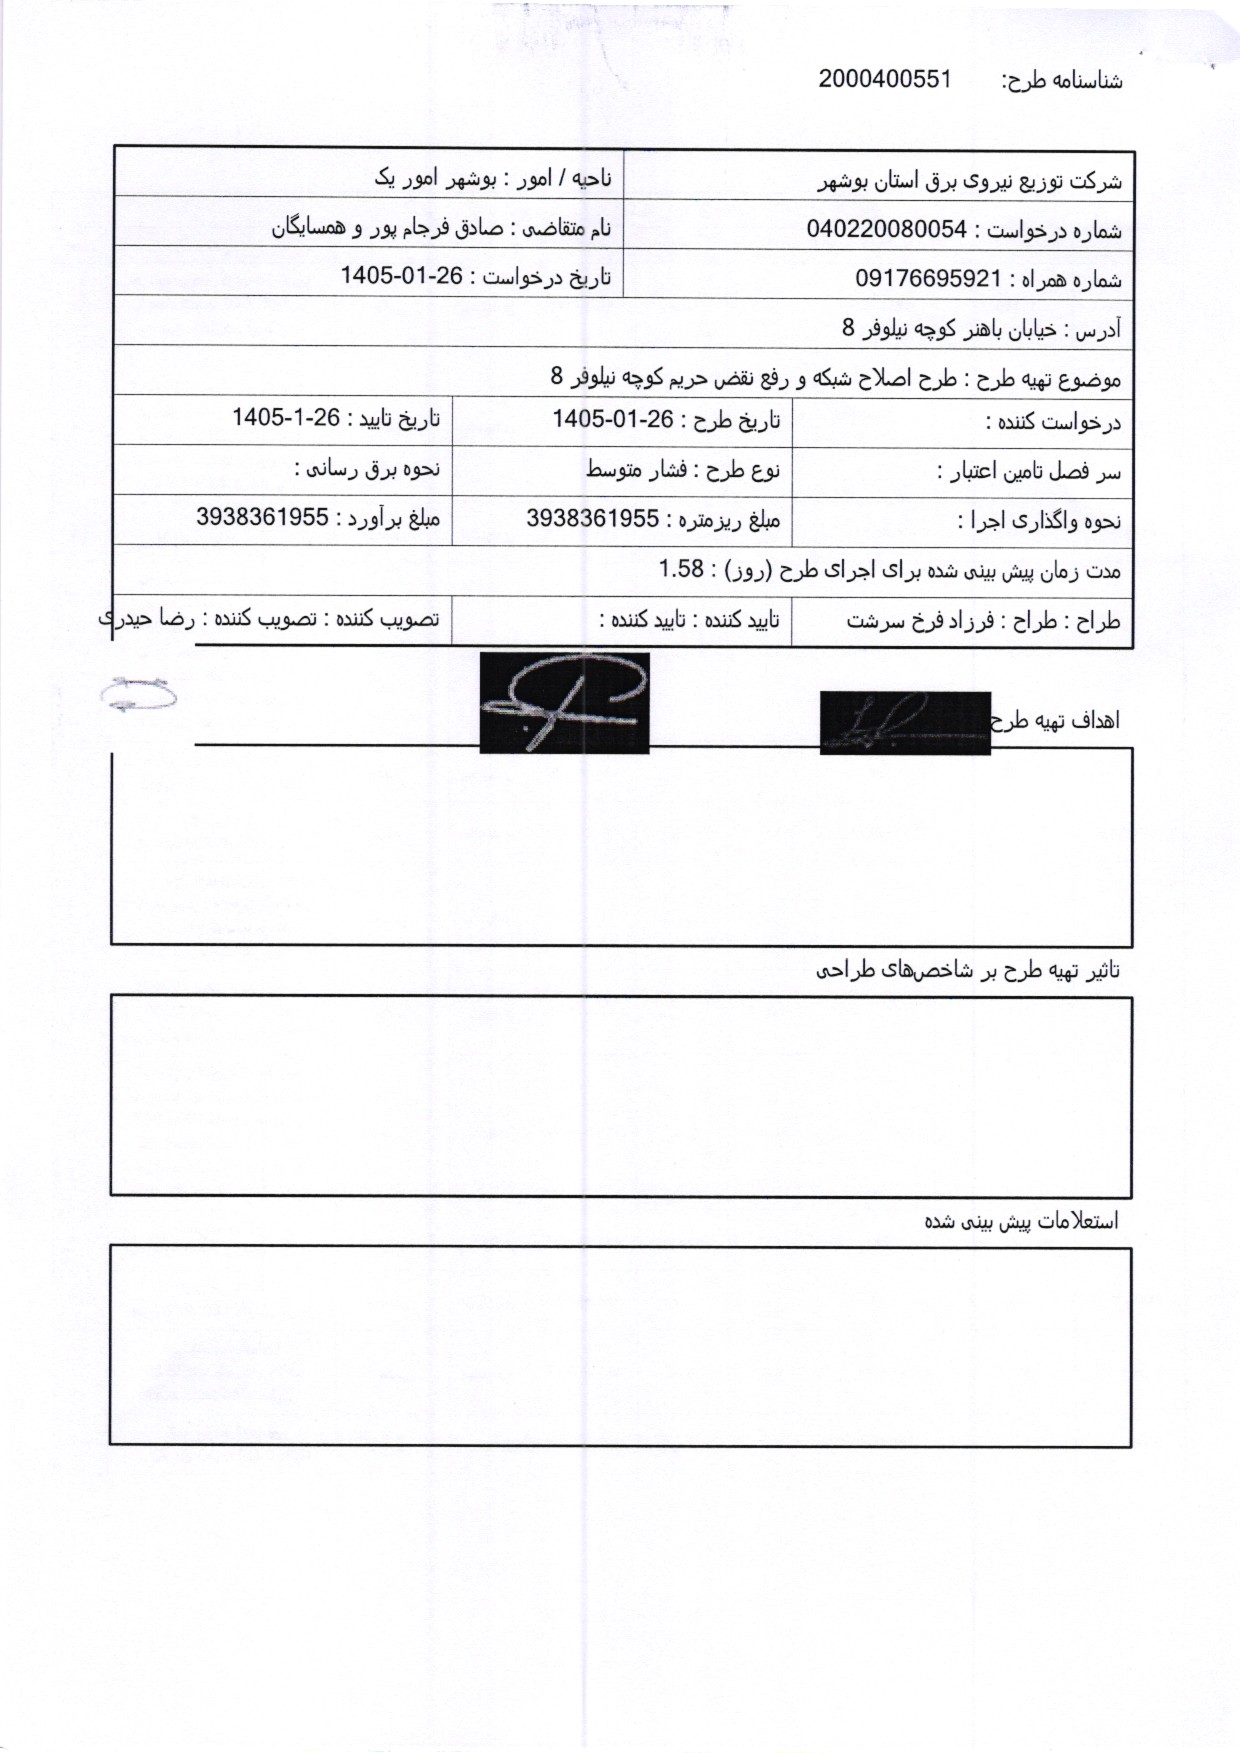 شناسنامه طرح: 2000400551
شرکت توزیع نیروی برق استان بوشهر
ناحیه / امور : بوشهر امور یک
شماره درخواست : 040220080054
نام متقاضی : صادق فرجام پور و همسایگان
شماره همراه : 09176695921
تاریخ درخواست : 26-01-1405
آدرس : خیابان باهنر کوچه نیلوفر 8
موضوع تهیه طرح : طرح اصلاح شبکه و رفع نقض حریم کوچه نیلوفر 8
درخواست کننده :
تاریخ طرح : 26-01-1405
تاریخ تایید : 26-1-1405
سر فصل تامین اعتبار :
نوع طرح : فشار متوسط
نحوه برق رسانی :
نحوه واگذاری اجرا :
مبلغ ریزمتره : 3938361955
مبلغ برآورد : 3938361955
مدت زمان پیش بینی شده برای اجرای طرح (روز) : 1.58
طراح : طراح : فرزاد فرخ سرشت
تایید کننده : تایید کننده :
تصویب کننده : تصویب کننده : رضا حیدری
اهداف تهیه طرح
تاثیر تهیه طرح بر شاخص‌های طراحی
استعلامات پیش بینی شده